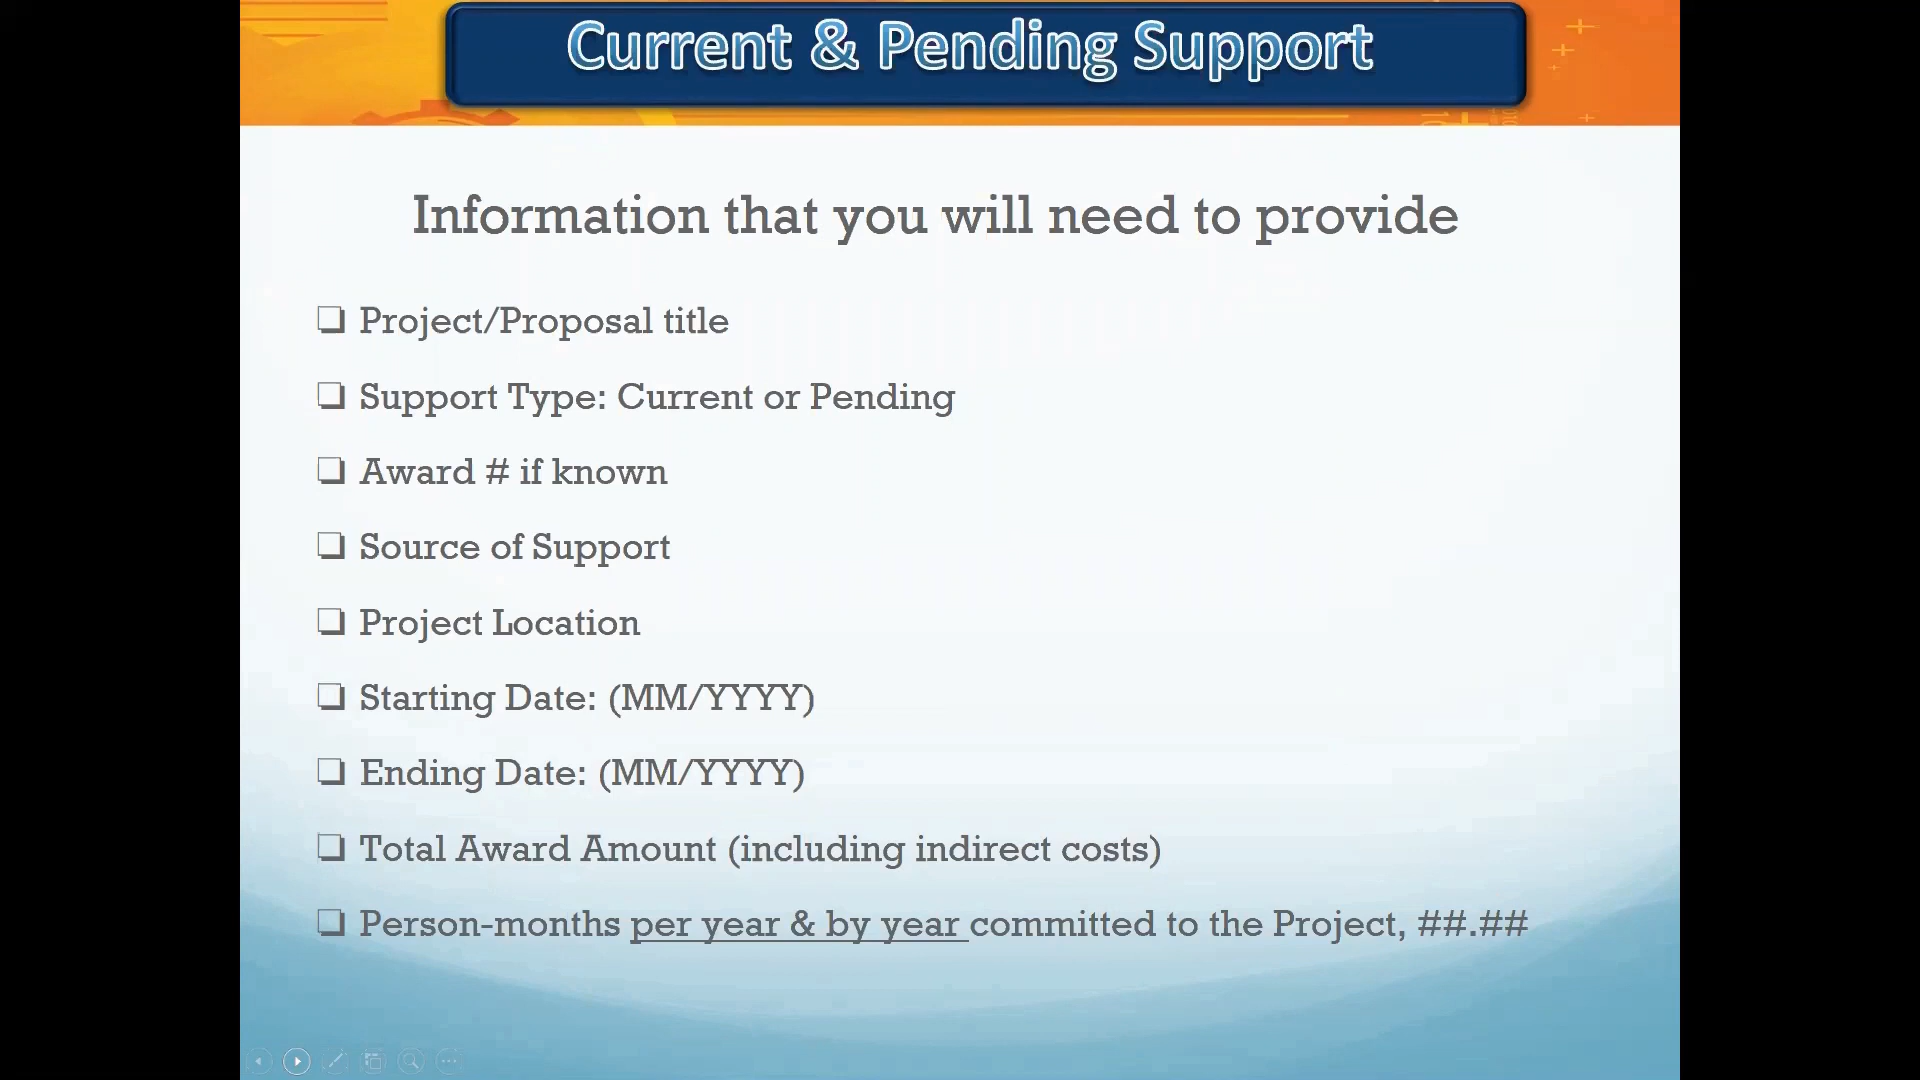 Current & Pending Support
Information that you will need to provide
Project/Proposal title
Support Type: Current or Pending
Award # if known
Source of Support
Project Location
Starting Date: (MM/YYYY)
Ending Date: (MM/YYYY)
Total Award Amount (including indirect costs)
Person-months per year & by year committed to the Project, ##.##